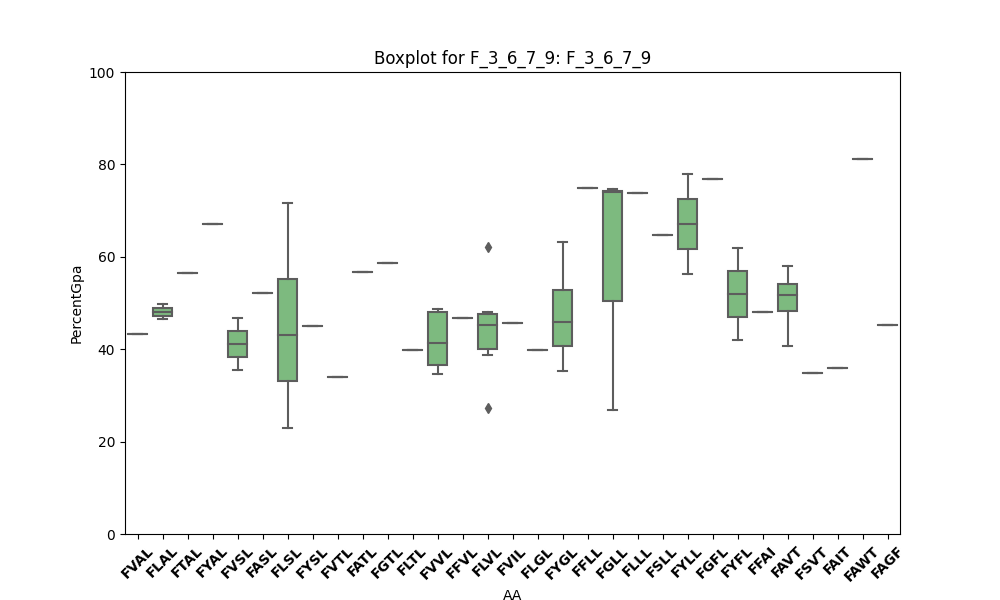 Boxplot for F_3_6_7_9: F_3_6_7_9
PercentGpa
100
80
60
40
20
0
FVAL
FLAL
FTAL
FYAL
FVSL
FASL
FLSL
FYSL
FVTL
FATL
FGTL
FLTL
FVVL
FFVL
FLVL
FVIL
FLGL
FYGL
FFLL
FGLL
FLLL
FSLL
FYLL
FGFL
FYFL
FFAI
FAVT
FSVT
FAIT
FAWT
FAGF
AA